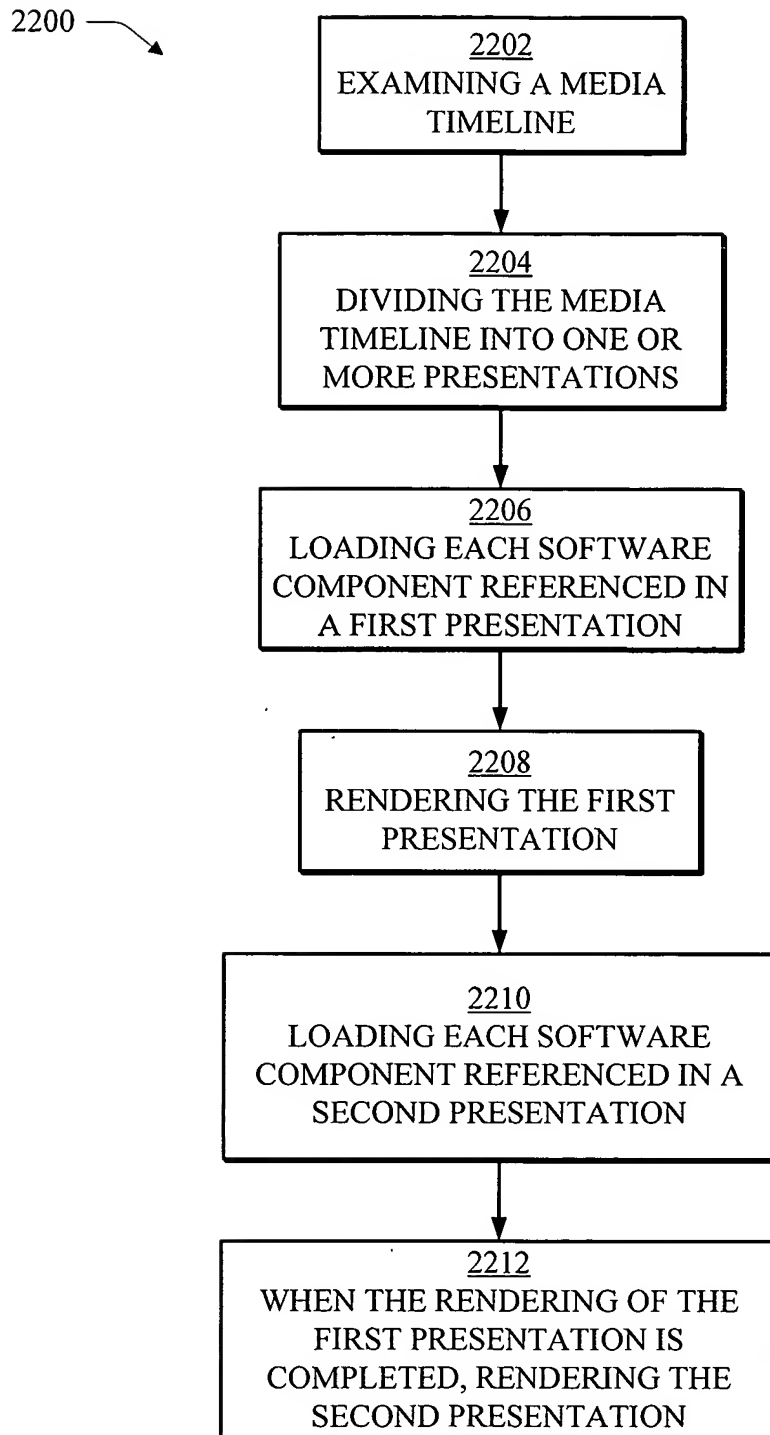 2200
2202
EXAMINING A MEDIA
TIMELINE
2204
DIVIDING THE MEDIA
TIMELINE INTO ONE OR
MORE PRESENTATIONS
2206
LOADING EACH SOFTWARE
COMPONENT REFERENCED IN
A FIRST PRESENTATION
2208
RENDERING THE FIRST
PRESENTATION
2210
LOADING EACH SOFTWARE
COMPONENT REFERENCED IN A
SECOND PRESENTATION
2212
WHEN THE RENDERING OF THE
FIRST PRESENTATION IS
COMPLETED, RENDERING THE
SECOND PRESENTATION